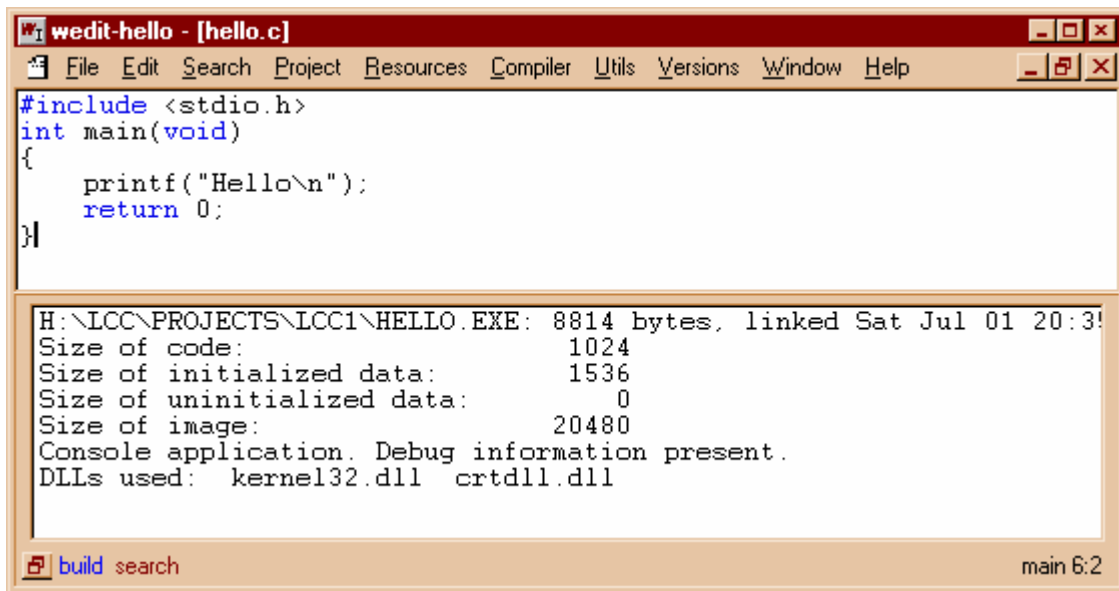 wedit-hello - [hello.c]
File Edit Search Project Resources Compiler Utils Versions Window Help
#include <stdio.h>
int main(void)
{
    printf("Hello\n");
    return 0;
}
H:\LCC\PROJECTS\LCC1\HELLO.EXE: 8814 bytes, linked Sat Jul 01 20:3
Size of code: 1024
Size of initialized data: 1536
Size of uninitialized data: 0
Size of image: 20480
Console application. Debug information present.
DLLs used: kernel32.dll crtdll.dll
build search main 6:2